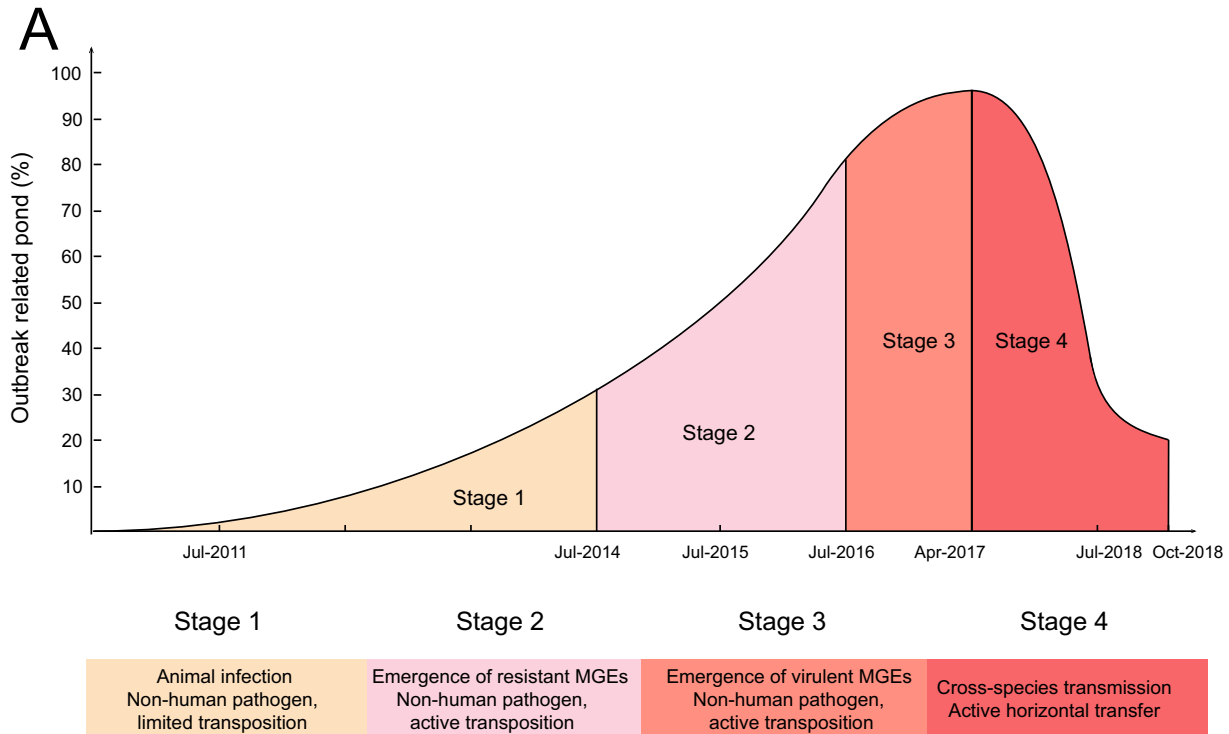 A
Outbreak related pond (%)
100
90
80
70
60
50
40
30
20
10
Stage 1
Stage 2
Stage 3
Stage 4
Jul-2011
Jul-2014
Jul-2015
Jul-2016
Apr-2017
Jul-2018
Oct-2018
Stage 1
Stage 2
Stage 3
Stage 4
Animal infection
Non-human pathogen,
limited transposition
Emergence of resistant MGEs
Non-human pathogen,
active transposition
Emergence of virulent MGEs
Non-human pathogen,
active transposition
Cross-species transmission
Active horizontal transfer